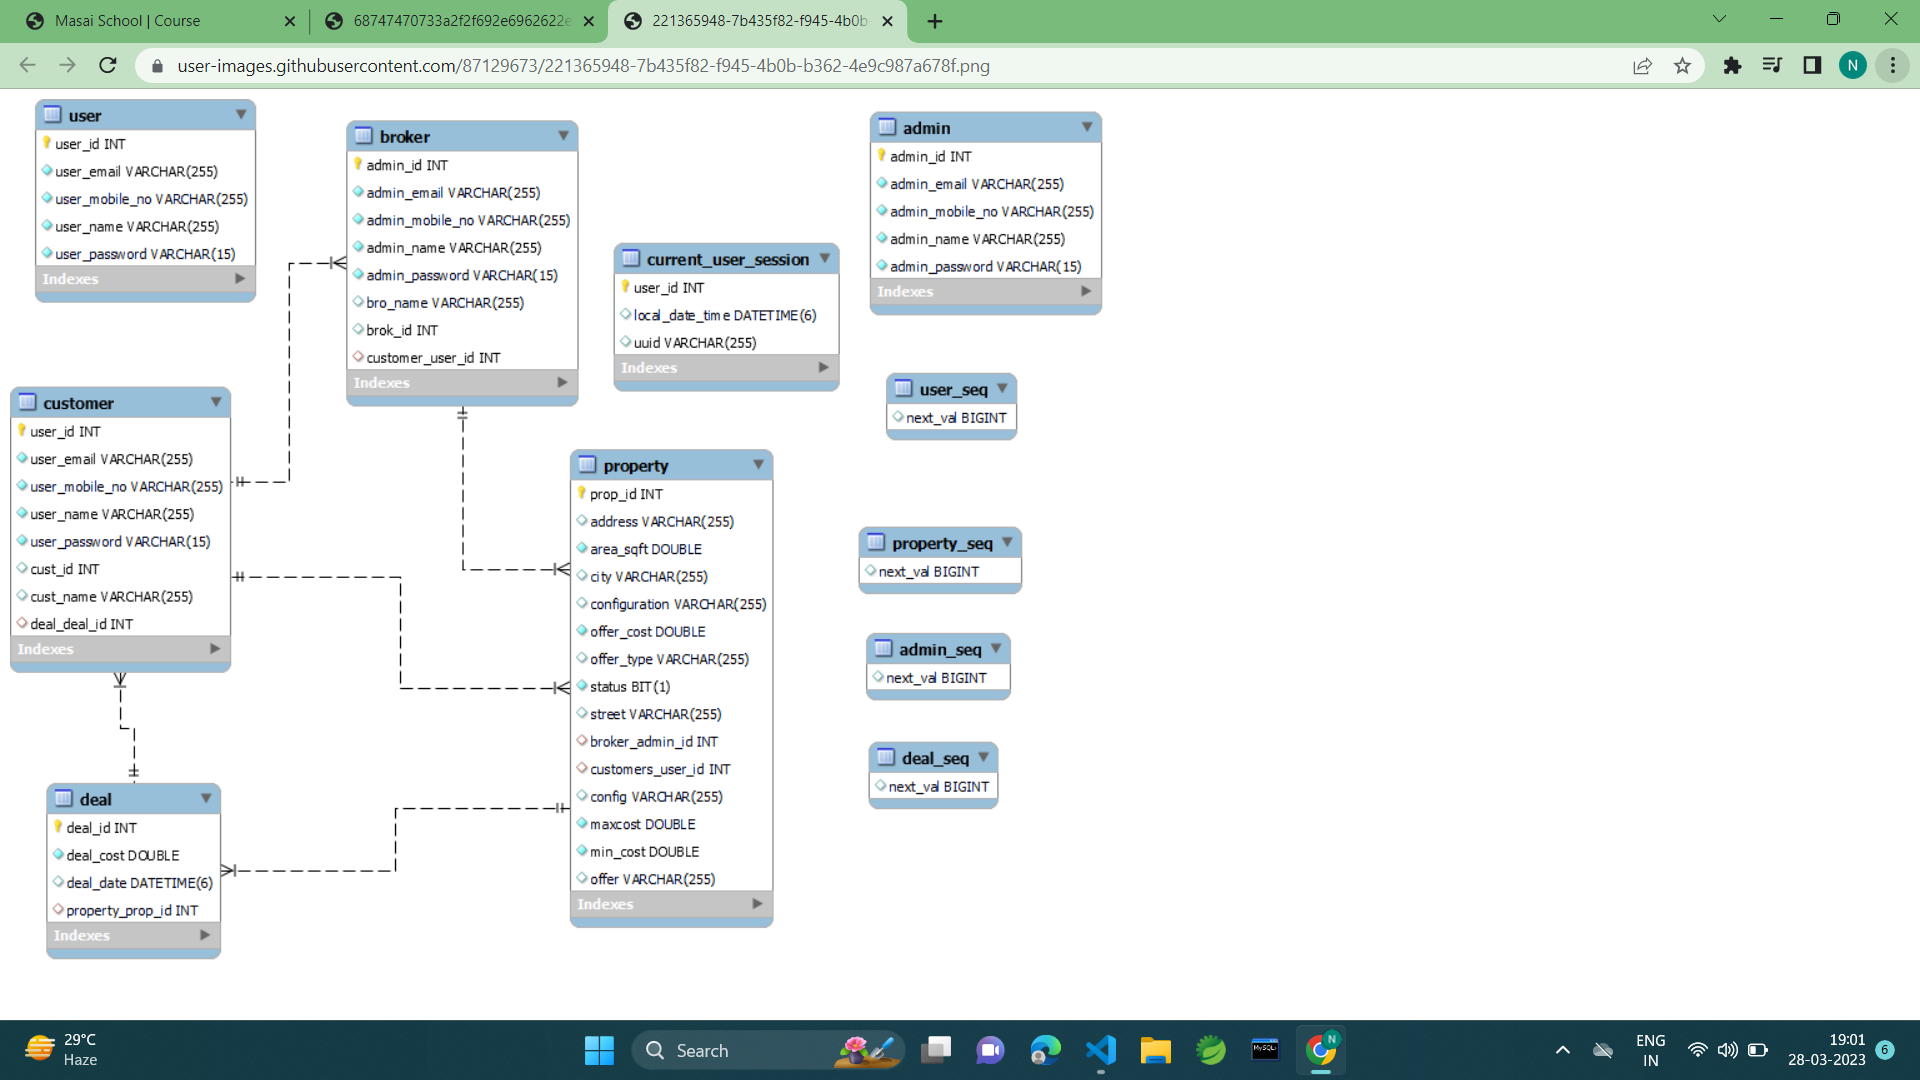 Masai School | Course
68747470733a2f2f692e6962622e
221365948-7b435f82-f945-4b0b-
user-images.githubusercontent.com/87129673/221365948-7b435f82-f945-4b0b-b362-4e9c987a678f.png
N
user
user_id INT
user_email VARCHAR(255)
user_mobile_no VARCHAR(255)
user_name VARCHAR(255)
user_password VARCHAR(15)
Indexes
broker
admin_id INT
admin_email VARCHAR(255)
admin_mobile_no VARCHAR(255)
admin_name VARCHAR(255)
admin_password VARCHAR(15)
bro_name VARCHAR(255)
brok_id INT
customer_user_id INT
Indexes
current_user_session
user_id INT
local_date_time DATETIME(6)
uuid VARCHAR(255)
Indexes
admin
admin_id INT
admin_email VARCHAR(255)
admin_mobile_no VARCHAR(255)
admin_name VARCHAR(255)
admin_password VARCHAR(15)
Indexes
user_seq
next_val BIGINT
customer
user_id INT
user_email VARCHAR(255)
user_mobile_no VARCHAR(255)
user_name VARCHAR(255)
user_password VARCHAR(15)
cust_id INT
cust_name VARCHAR(255)
deal_deal_id INT
Indexes
property
prop_id INT
address VARCHAR(255)
area_sqft DOUBLE
city VARCHAR(255)
configuration VARCHAR(255)
offer_cost DOUBLE
offer_type VARCHAR(255)
status BIT(1)
street VARCHAR(255)
broker_admin_id INT
customers_user_id INT
config VARCHAR(255)
maxcost DOUBLE
min_cost DOUBLE
offer VARCHAR(255)
Indexes
property_seq
next_val BIGINT
admin_seq
next_val BIGINT
deal_seq
next_val BIGINT
deal
deal_id INT
deal_cost DOUBLE
deal_date DATETIME(6)
property_prop_id INT
Indexes
29°C
Haze
Search
MySQL
N
ENG
IN
19:01
28-03-2023
6